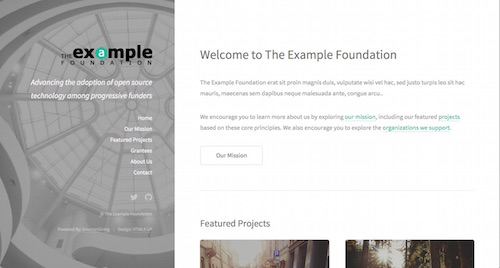 THE example
FOUNDATION
Advancing the adoption of open source
technology among progressive funders
Home
Our Mission
Featured Projects
Grantees
About Us
Contact
© The Example Foundation
Powered By
Design: HTML5 UP
Welcome to The Example Foundation
The Example Foundation erat sit proin magnis duis, vulputate wisi vel hac, sed justo turpis leo sit hac
mauris, maecenas sem dapibus neque malesuada ante, congue arcu..
We encourage you to learn more about us by exploring our mission, including our featured projects
based on these core principles. We also encourage you to explore the organizations we support.
Our Mission
Featured Projects